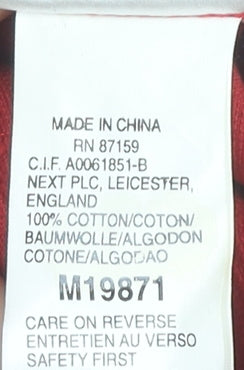 MADE IN CHINA
RN 87159
C.I.F. A0061851-B
NEXT PLC, LEICESTER,
ENGLAND
100% COTTON/COTON/
BAUMWOLLE/ALGODON
COTONE/ALGODAO
M19871
CARE ON REVERSE
ENTRETIEN AU VERSO
SAFETY FIRST